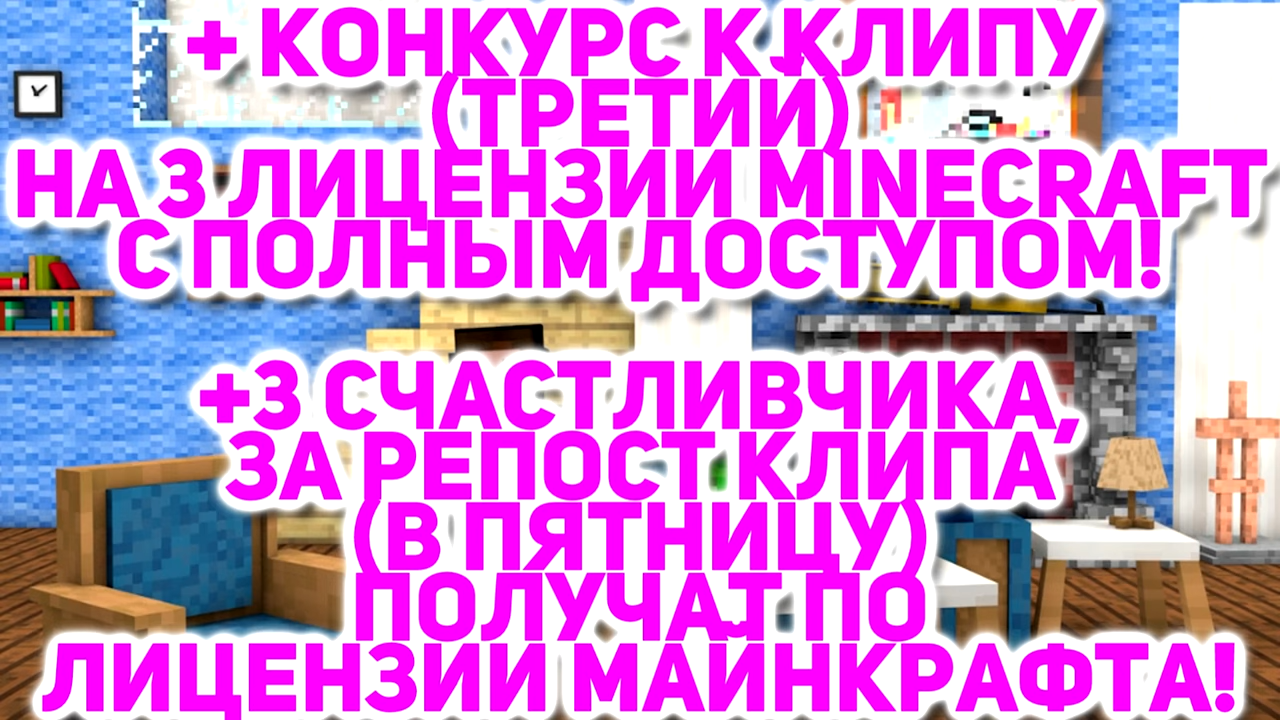 + КОНКУРС К КЛИПУ
(ТРЕТИЙ)
НА 3 ЛИЦЕНЗИИ MINECRAFT
С ПОЛНЫМ ДОСТУПОМ!
+3 СЧАСТЛИВЧИКА,
ЗА РЕПОСТ КЛИПА
(В ПЯТНИЦУ)
ПОЛУЧАТ ПО
ЛИЦЕНЗИИ МАЙНКРАФТА!